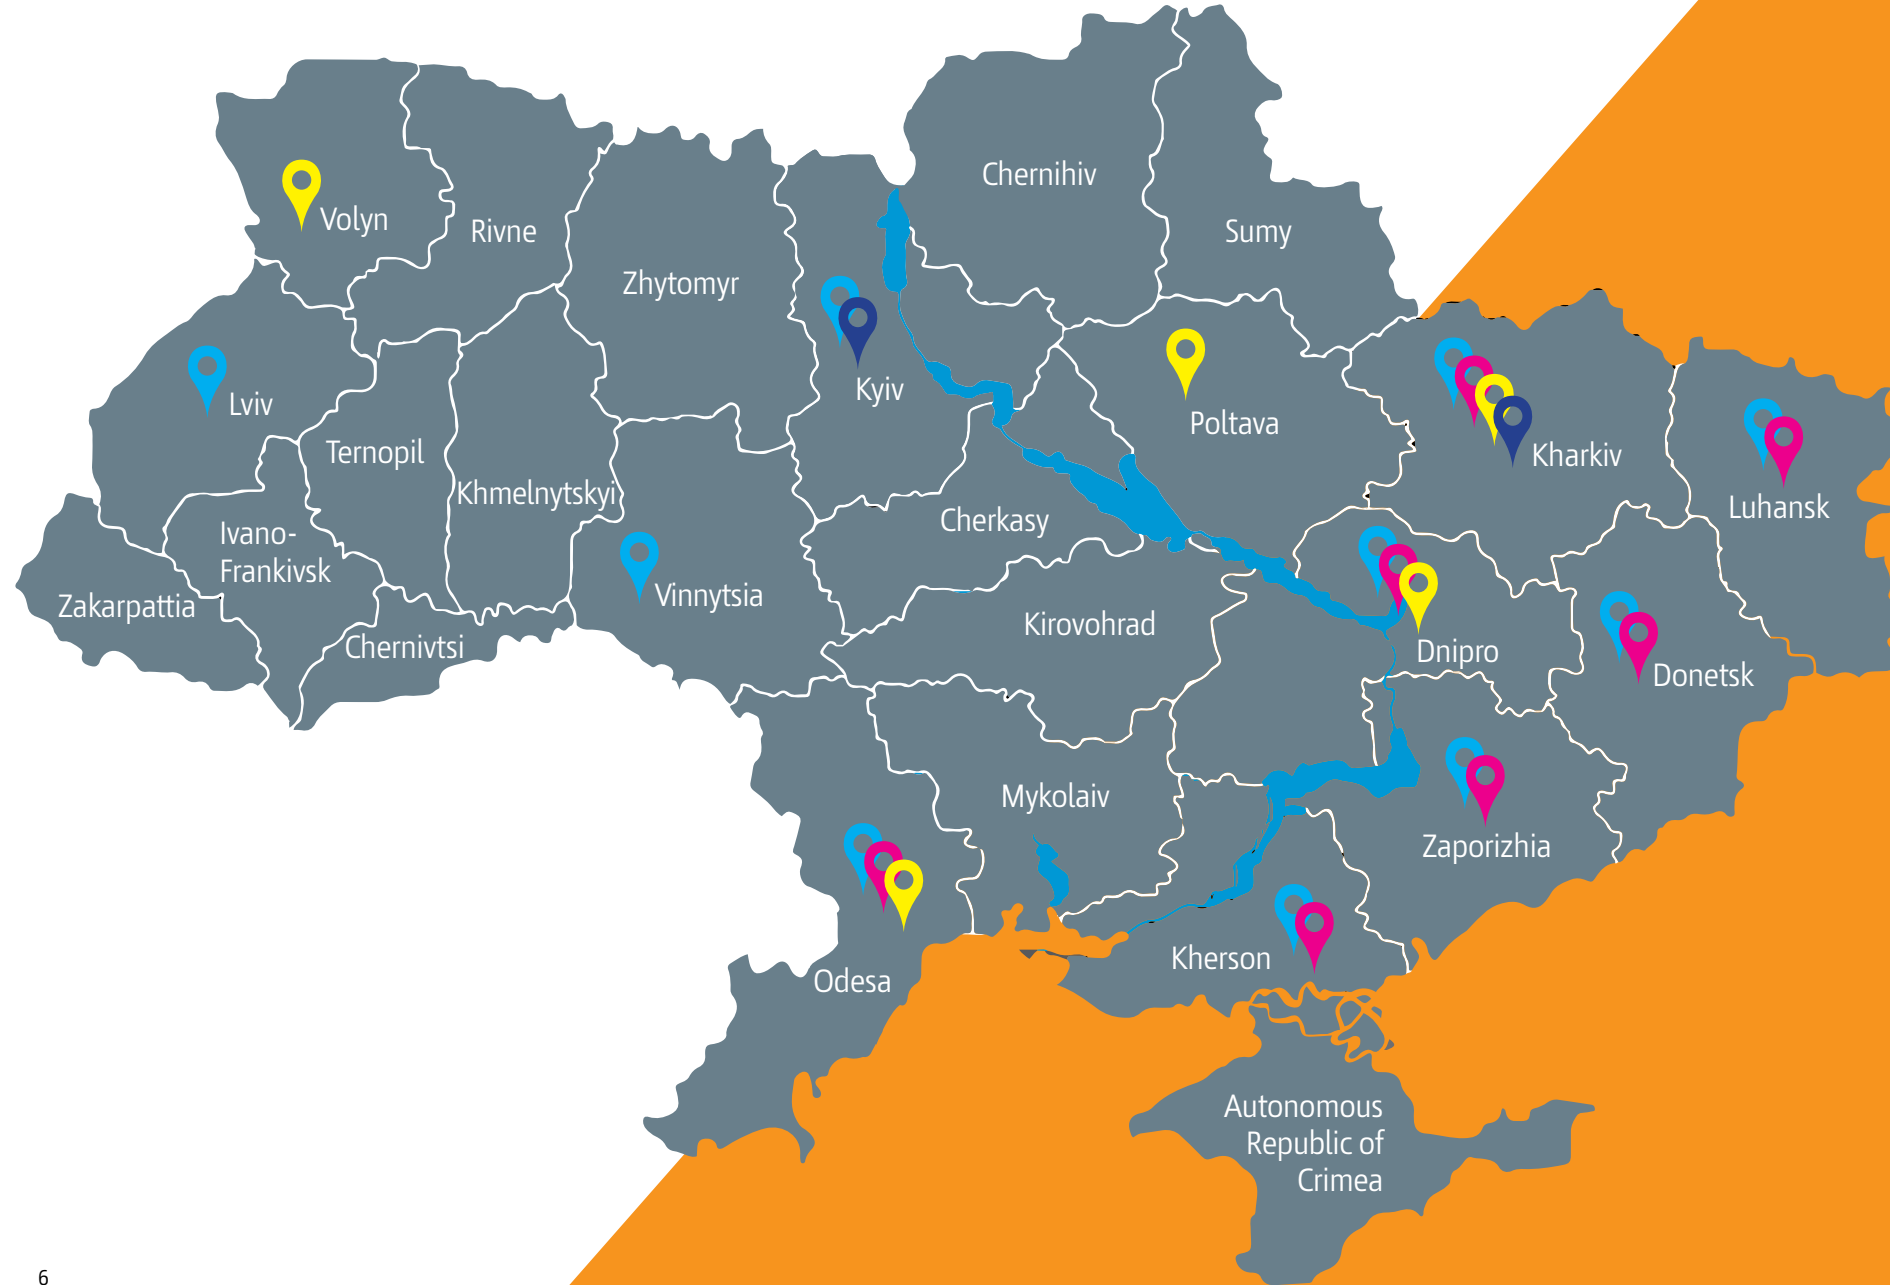 Chernihiv
Volyn
Rivne
Sumy
Zhytomyr
Kyiv
Lviv
Poltava
Ternopil
Kharkiv
Khmelnytskyi
Luhansk
Cherkasy
Ivano-
Frankivsk
Vinnytsia
Zakarpattia
Kirovohrad
Chernivtsi
Dnipro
Donetsk
Mykolaiv
Zaporizhia
Kherson
Odesa
Autonomous
Republic of
Crimea
6